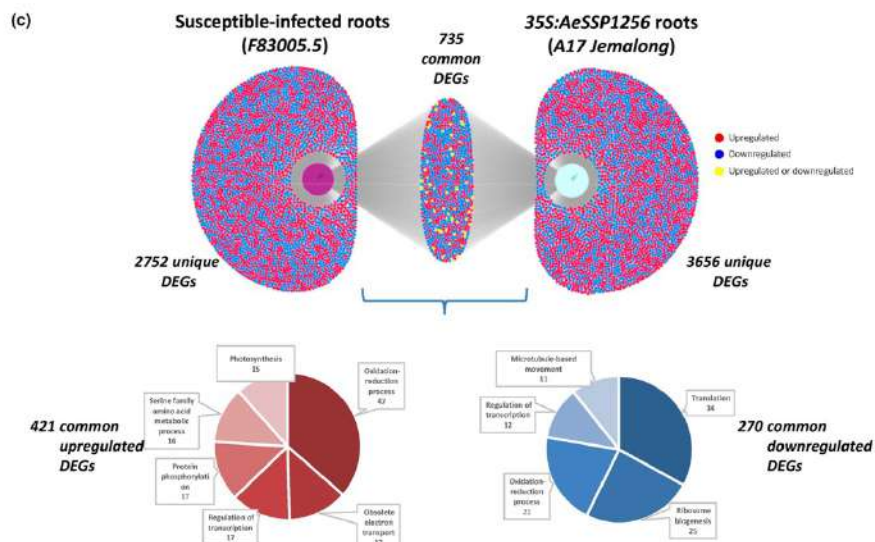 (c)
Susceptible-infected roots
(F83005.5)
735
common
DEGs
35S:AeSSP1256 roots
(A17 Jemalong)
Upregulated
Downregulated
Upregulated or downregulated
2752 unique
DEGs
3656 unique
DEGs
Photosynthesis
15
Oxidation-
reduction
process
42
Serine family
amino acid
metabolic
process
16
Protein
phosphorylati
on
17
Regulation of
transcription
17
Obsolete
electron
transport
421 common
upregulated
DEGs
Microtubule-based
movement
11
Translation
34
Regulation of
transcription
12
Oxidation-
reduction
process
21
Ribosome
biogenesis
25
270 common
downregulated
DEGs